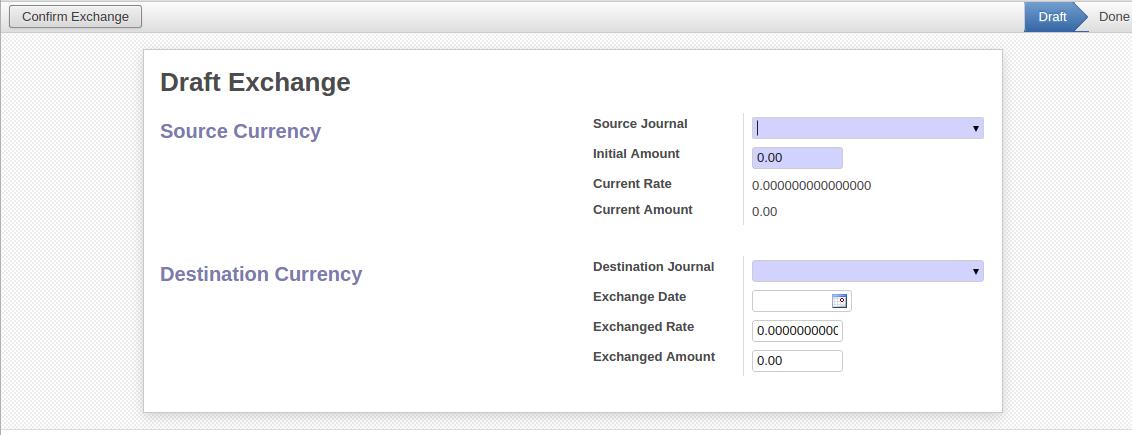 Confirm Exchange
Draft
Done
Draft Exchange
Source Currency
Source Journal
Initial Amount 0.00
Current Rate 0.000000000000000
Current Amount 0.00
Destination Currency
Destination Journal
Exchange Date
Exchanged Rate 0.000000000
Exchanged Amount 0.00